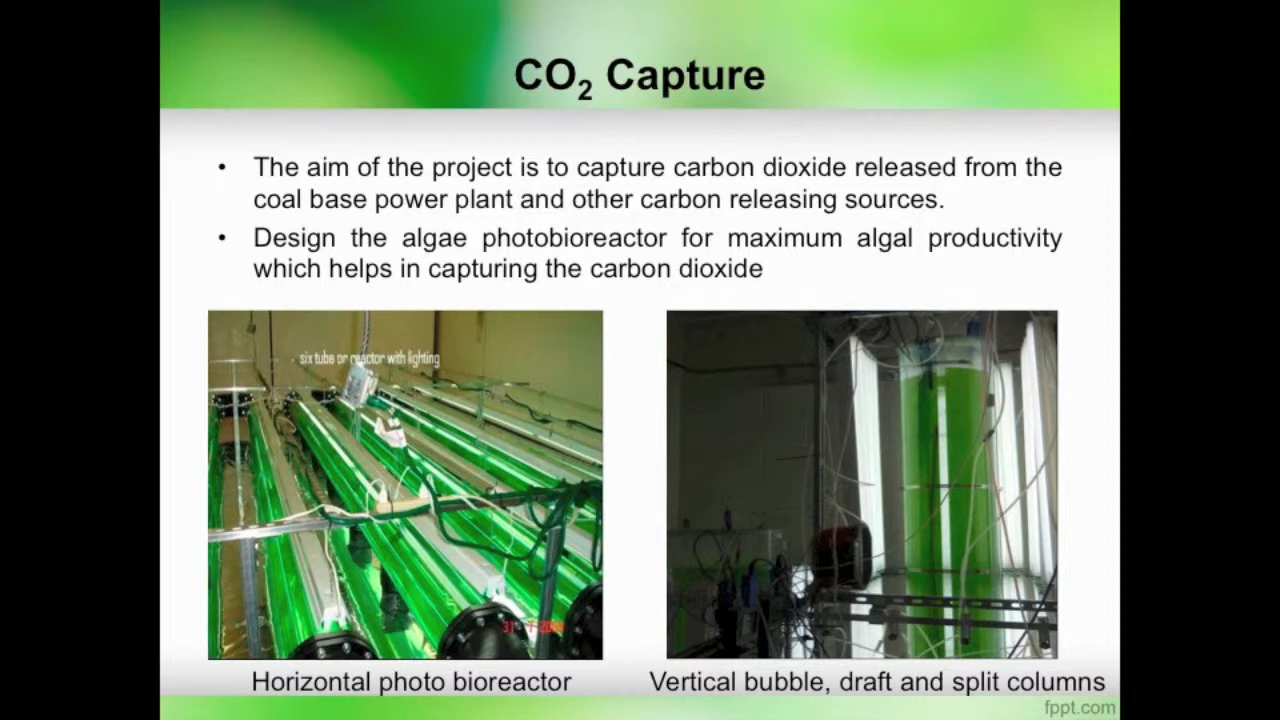 CO₂ Capture
• The aim of the project is to capture carbon dioxide released from the
coal base power plant and other carbon releasing sources.
• Design the algae photobioreactor for maximum algal productivity
which helps in capturing the carbon dioxide
six tube or reactor with lighting
Horizontal photo bioreactor
Vertical bubble, draft and split columns
fppt.com